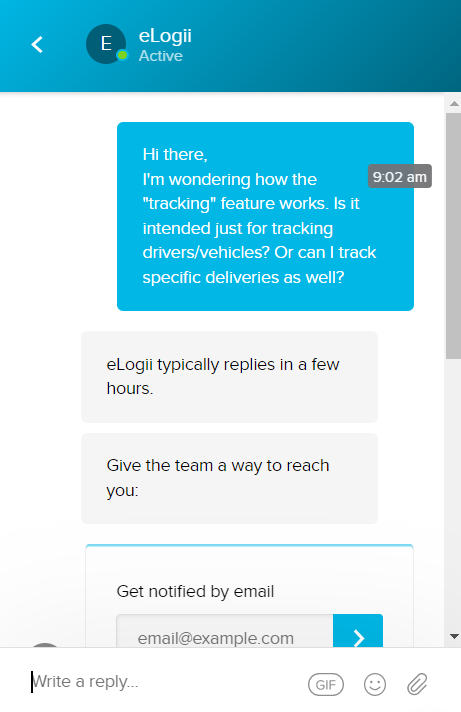 E
eLogii
Active
Hi there,
I'm wondering how the
9:02 am
"tracking" feature works. Is it
intended just for tracking
drivers/vehicles? Or can I track
specific deliveries as well?
eLogii typically replies in a few
hours.
Give the team a way to reach
you:
Get notified by email
email@example.com
Write a reply...
GIF